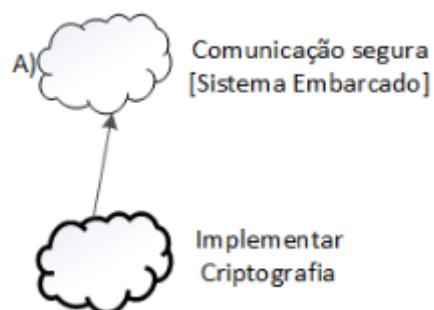 A)
Comunicação segura
[Sistema Embarcado]
Implementar
Criptografia